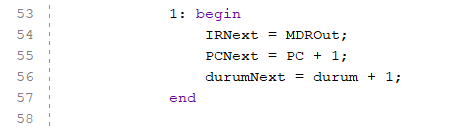 53 1: begin
54 IRNext = MDROut;
55 PCNext = PC + 1;
56 durumNext = durum + 1;
57 end
58